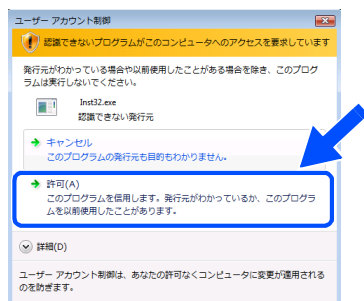 ユーザー アカウント制御
認識できないプログラムがこのコンピュータへのアクセスを要求しています
発行元がわかっている場合や以前使用したことがある場合を除き、このプログ
ラムは実行しないでください。
Inst32.exe
認識できない発行元
キャンセル
このプログラムの発行元も目的もわかりません。
許可(A)
このプログラムを信用します。発行元がわかっているか、このプログラ
ムを以前使用したことがあります。
詳細(D)
ユーザー アカウント制御は、あなたの許可なくコンピュータに変更が適用される
のを防ぎます。